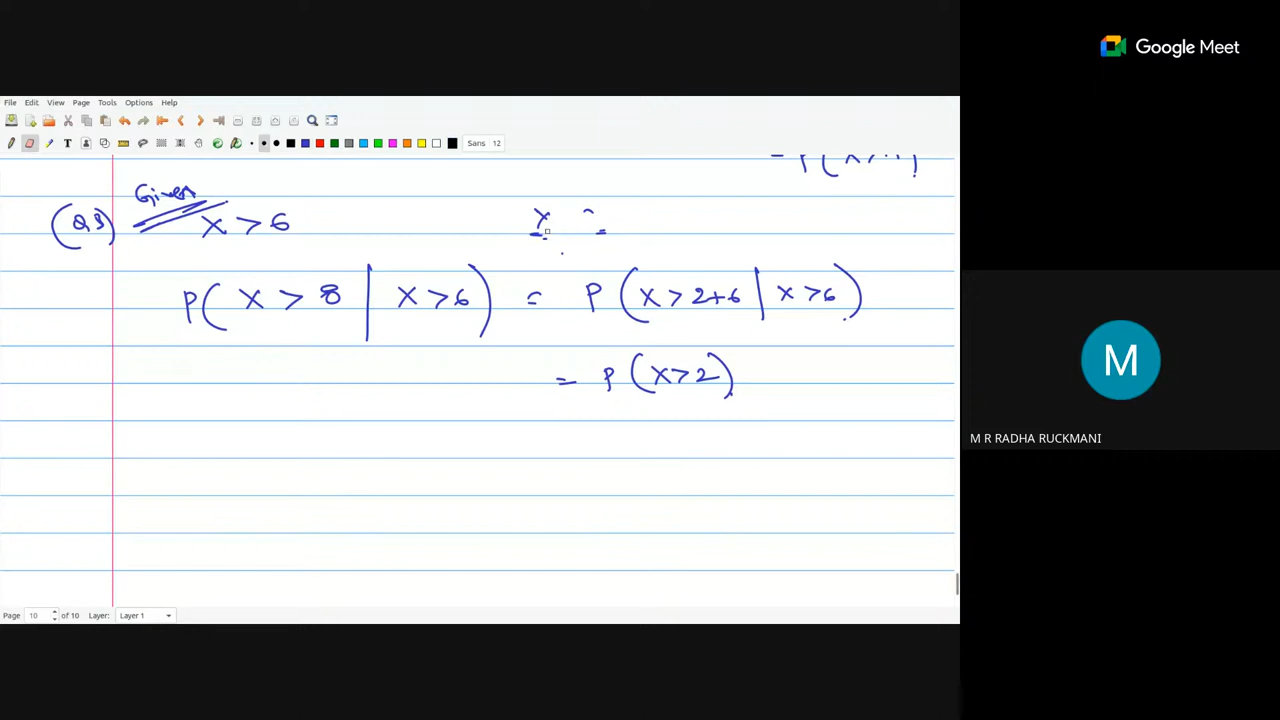 Google Meet
File Edit View Page Tools Options Help
Sans 12
(Q3) Given X > 6
P(X > 8 | X > 6) = P(X > 2+6 | X > 6)
= P(X > 2)
M R RADHA RUCKMANI
M
Page 10 of 10 Layer: Layer 1